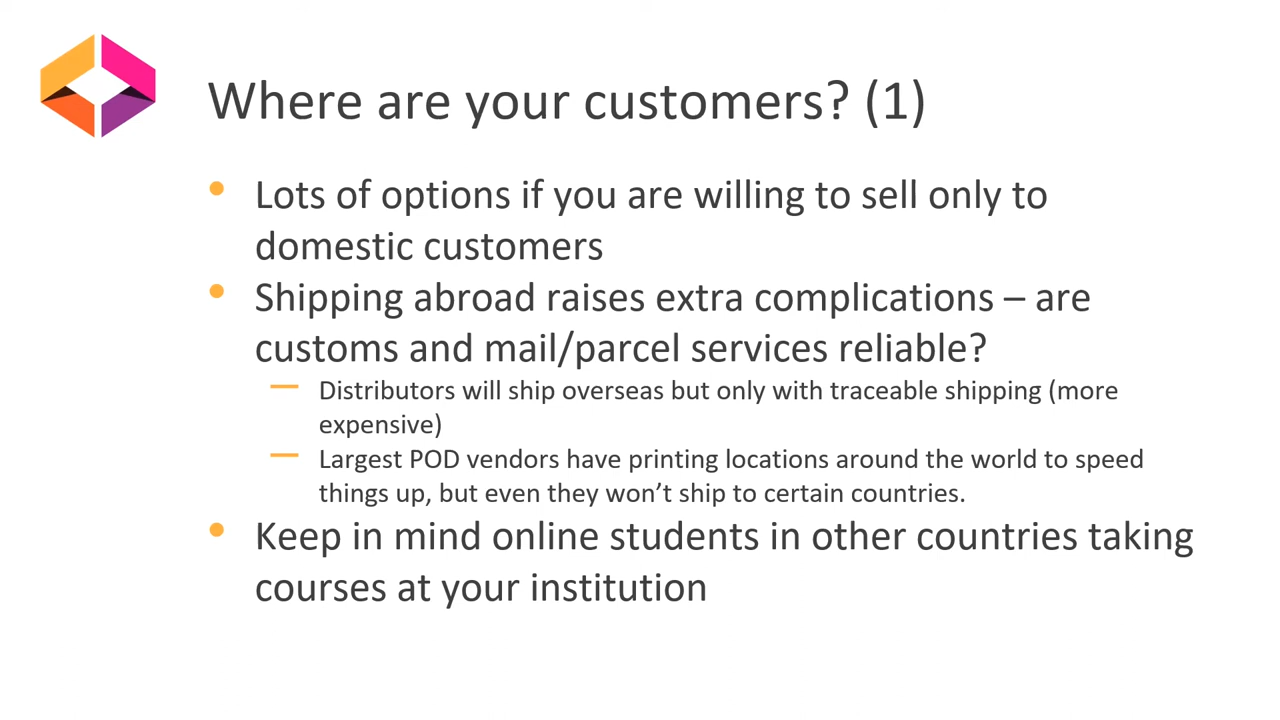 Where are your customers? (1)
• Lots of options if you are willing to sell only to
domestic customers
• Shipping abroad raises extra complications – are
customs and mail/parcel services reliable?
— Distributors will ship overseas but only with traceable shipping (more
expensive)
— Largest POD vendors have printing locations around the world to speed
things up, but even they won’t ship to certain countries.
• Keep in mind online students in other countries taking
courses at your institution